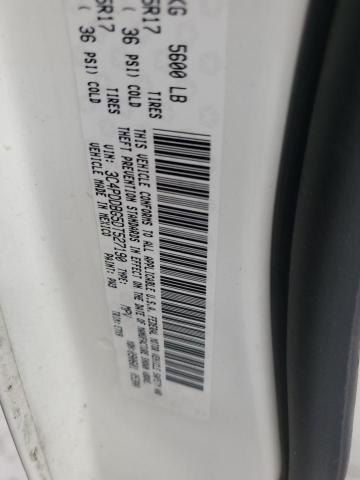 KG 5600 LB
5R17 TIRES
( 36 PSI) COLD
5R17 TIRES
( 36 PSI) COLD
THIS VEHICLE CONFORMS TO ALL APPLICABLE U.S.A. FEDERAL MOTOR VEHICLE SAFETY AND
THEFT PREVENTION STANDARDS IN EFFECT ON THE DATE OF MANUFACTURE SHOWN ABOVE.
VIN: 3C4PDDBG5DT527190 TYPE: MPV
VEHICLE MADE IN MEXICO PAINT: PW3